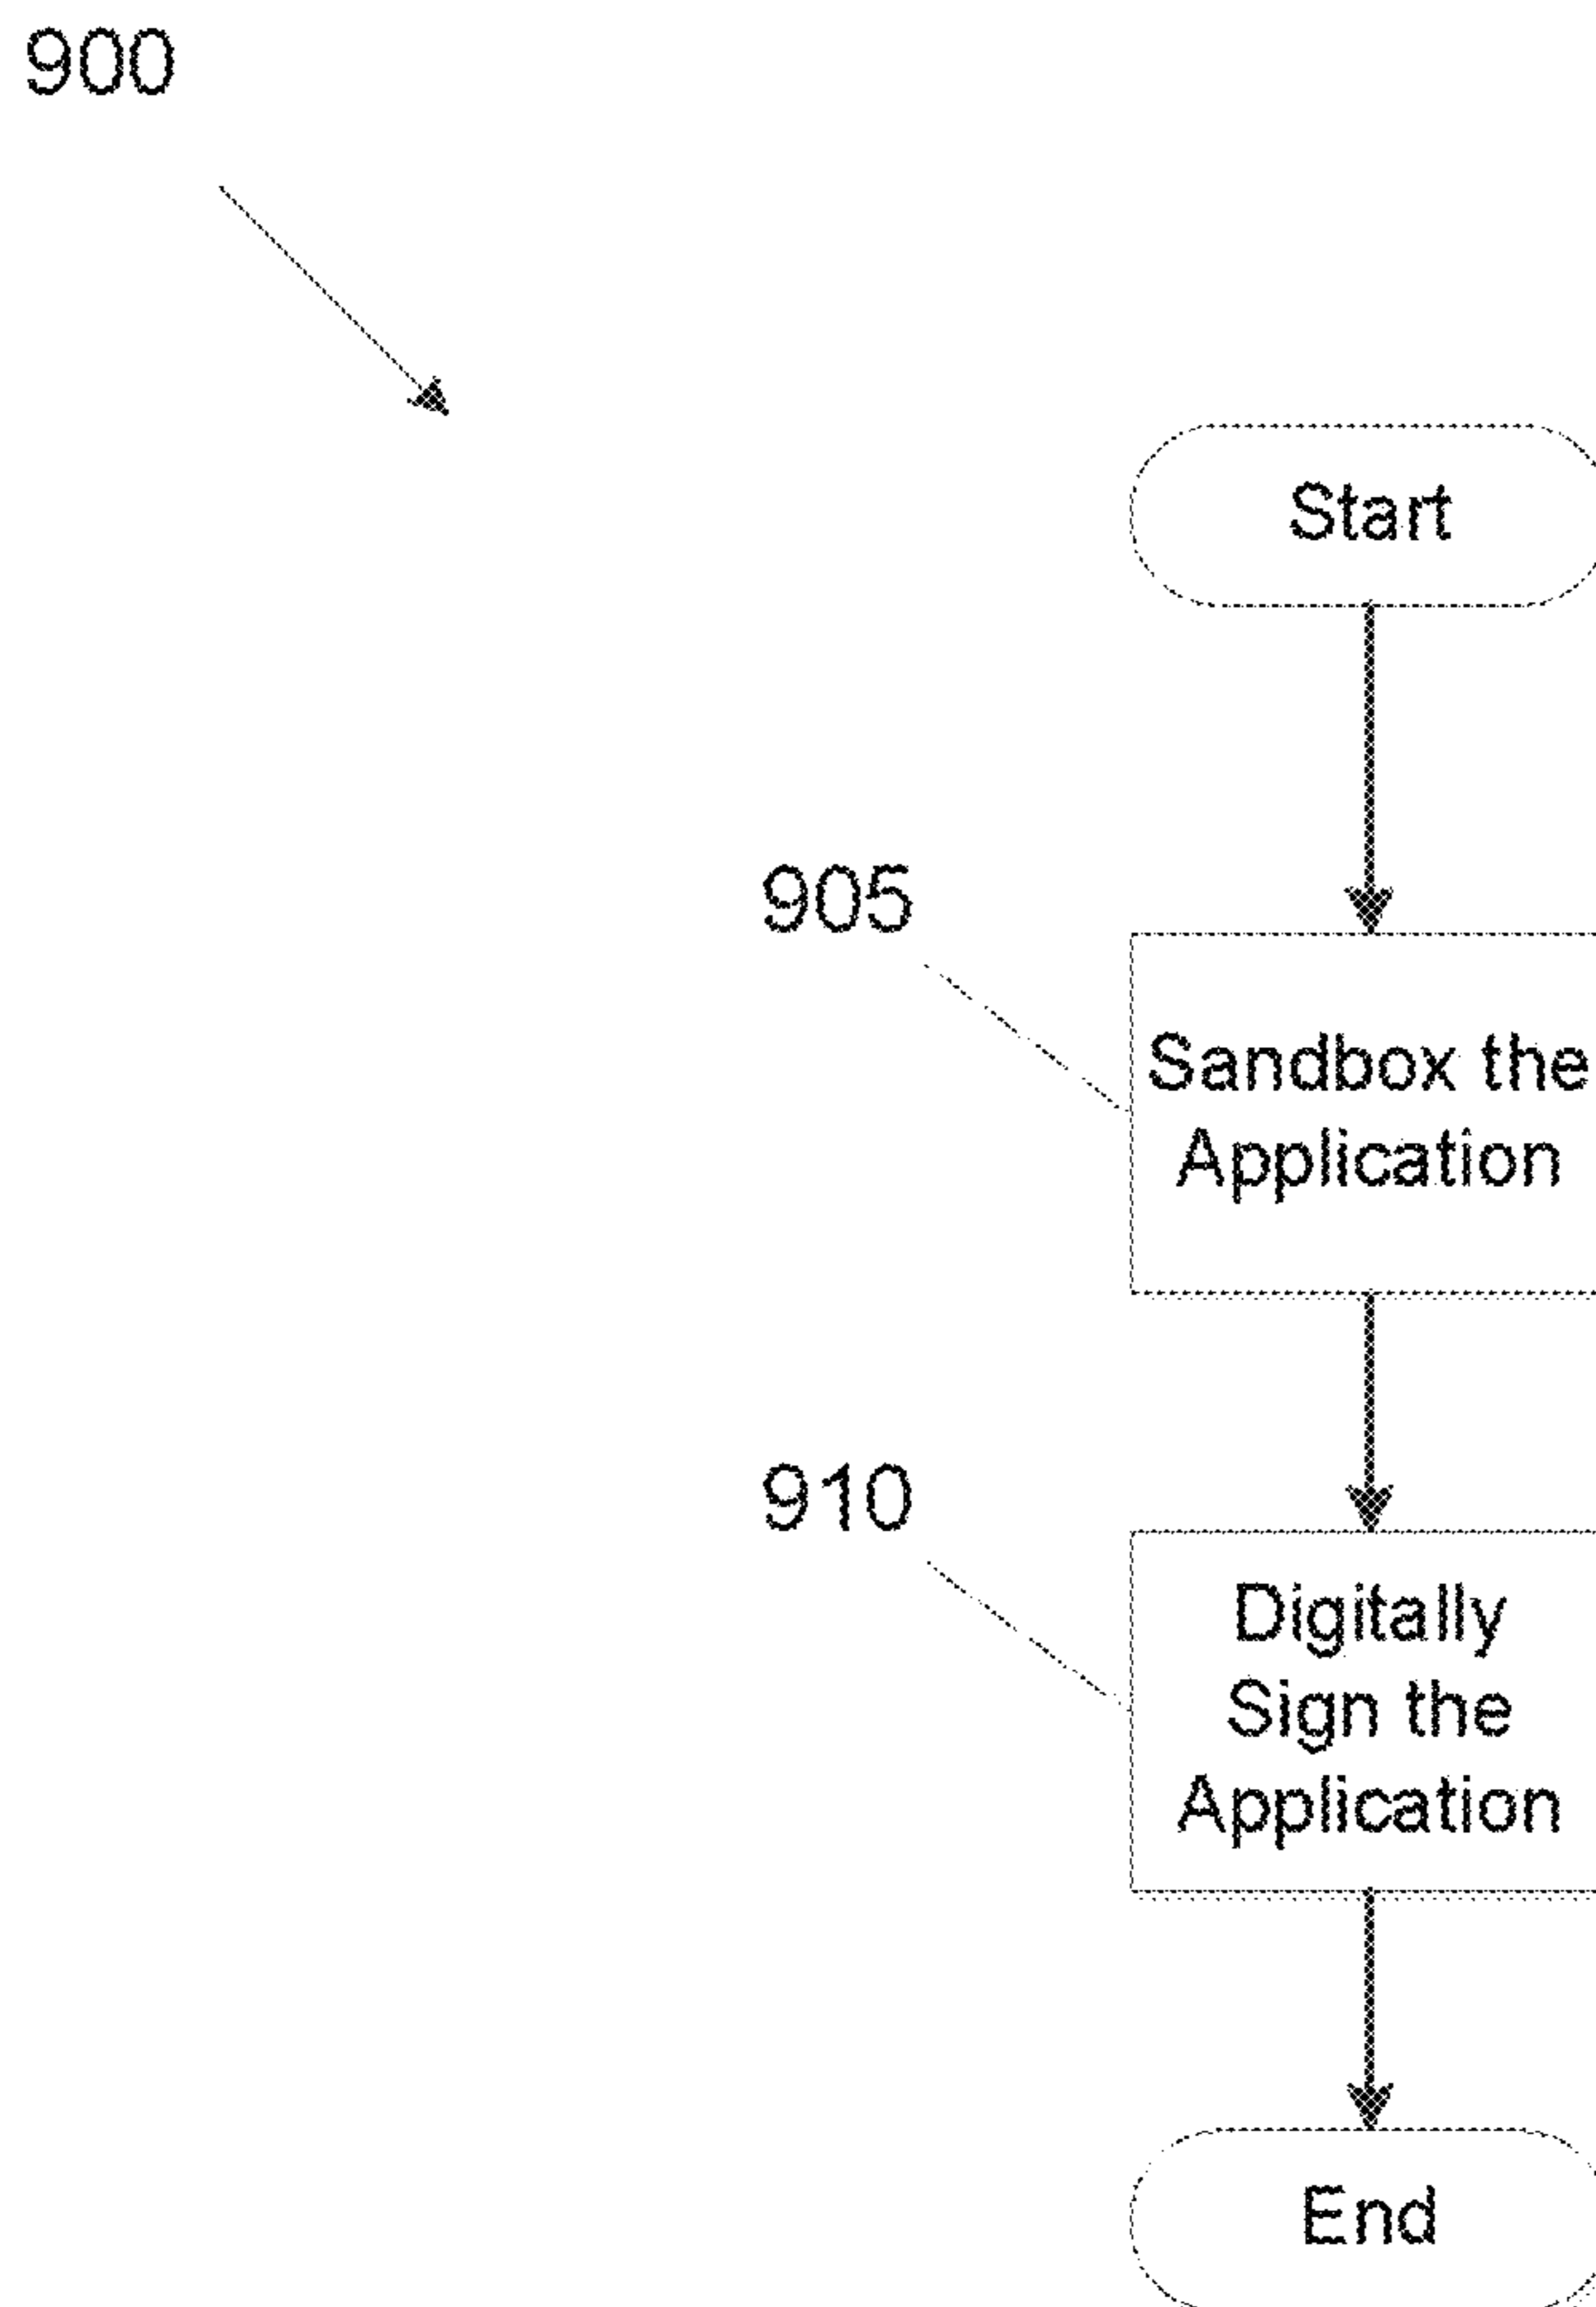 900
Start
905
Sandbox the
Application
910
Digitally
Sign the
Application
End